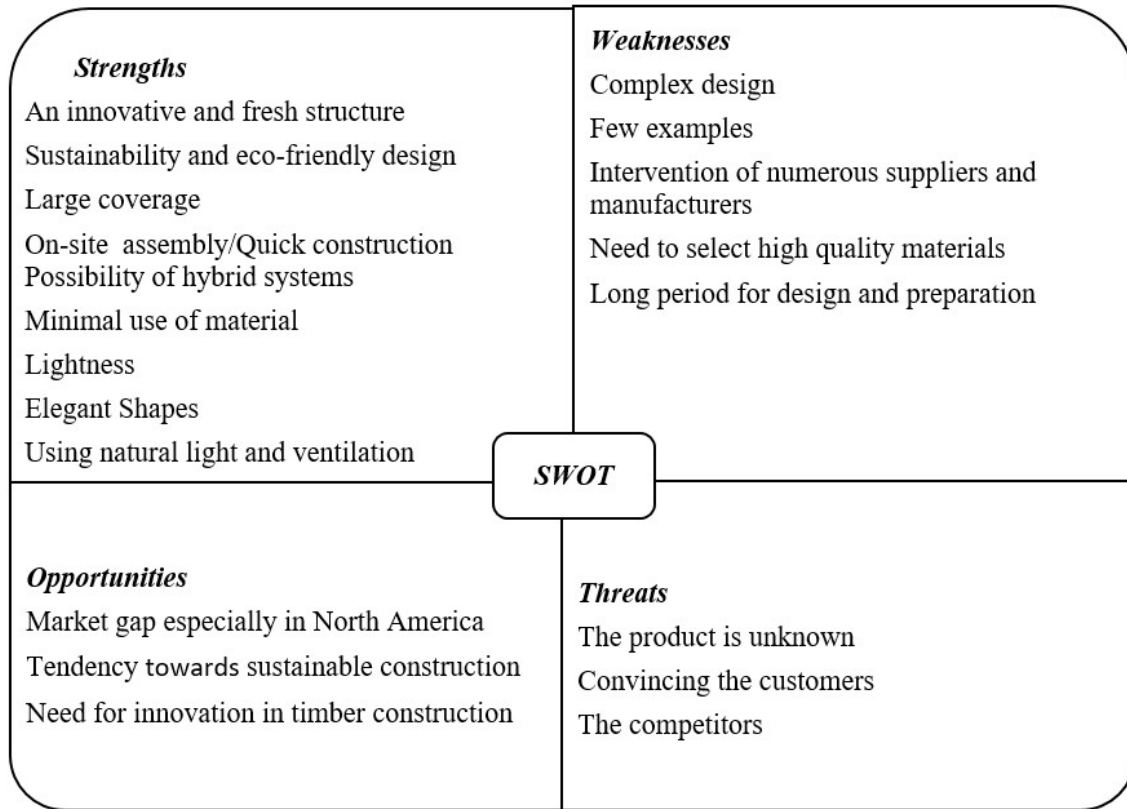 Strengths
An innovative and fresh structure
Sustainability and eco-friendly design
Large coverage
On-site assembly/Quick construction
Possibility of hybrid systems
Minimal use of material
Lightness
Elegant Shapes
Using natural light and ventilation
Weaknesses
Complex design
Few examples
Intervention of numerous suppliers and
manufacturers
Need to select high quality materials
Long period for design and preparation
SWOT
Opportunities
Market gap especially in North America
Tendency towards sustainable construction
Need for innovation in timber construction
Threats
The product is unknown
Convincing the customers
The competitors